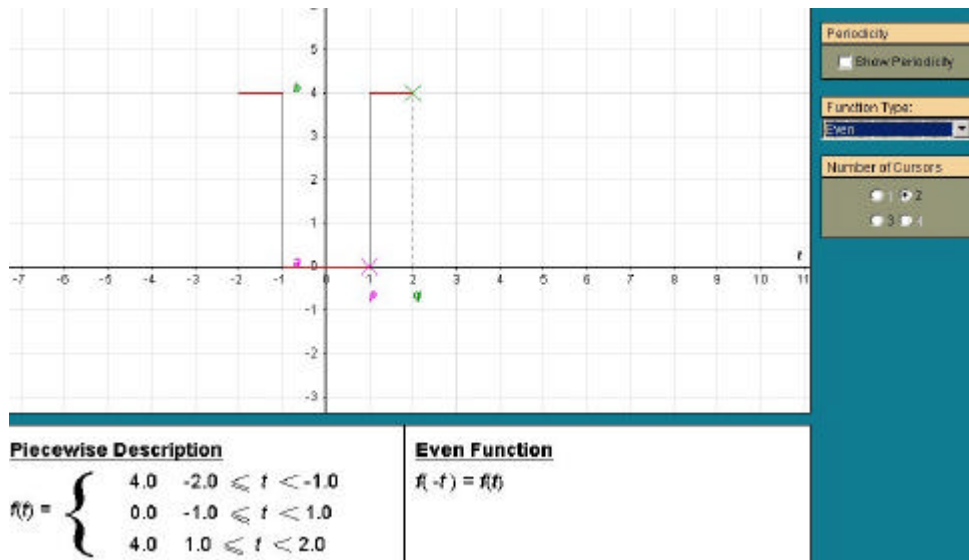 5
b 4
3
2
1
a 0 t
-7 -6 -5 -4 -3 -2 -1 0 1 2 3 4 5 6 7 8 9 10 11
p q
-1
-2
-3
Periodicity
Show Periodicity
Function Type:
Even
Number of Cursors
1 2
3 4
Piecewise Description
f(t) = { 4.0 -2.0 ⩽ t < -1.0
0.0 -1.0 ⩽ t < 1.0
4.0 1.0 ⩽ t < 2.0
Even Function
f( -t ) = f(t)